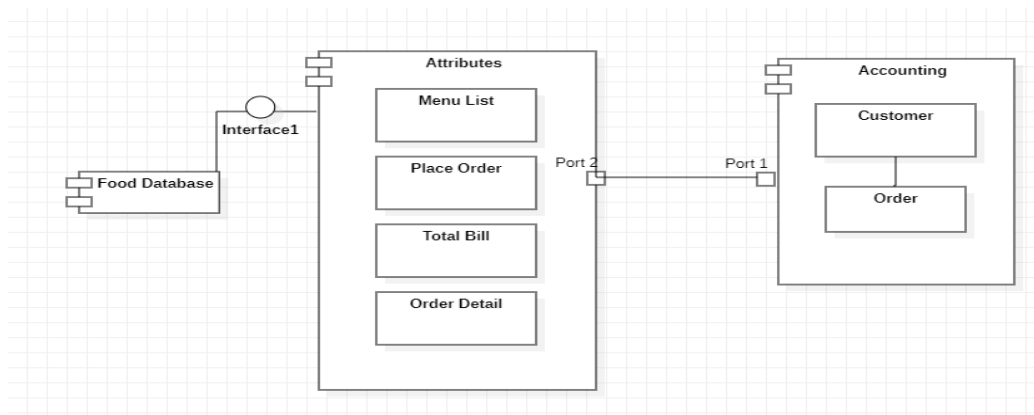 Attributes
Menu List
Place Order
Total Bill
Order Detail
Interface1
Food Database
Port 2
Port 1
Accounting
Customer
Order